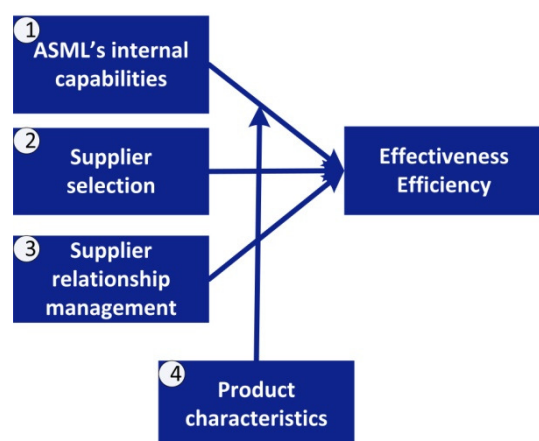 1
ASML's internal
capabilities
2
Supplier
selection
Effectiveness
Efficiency
3
Supplier
relationship
management
4
Product
characteristics